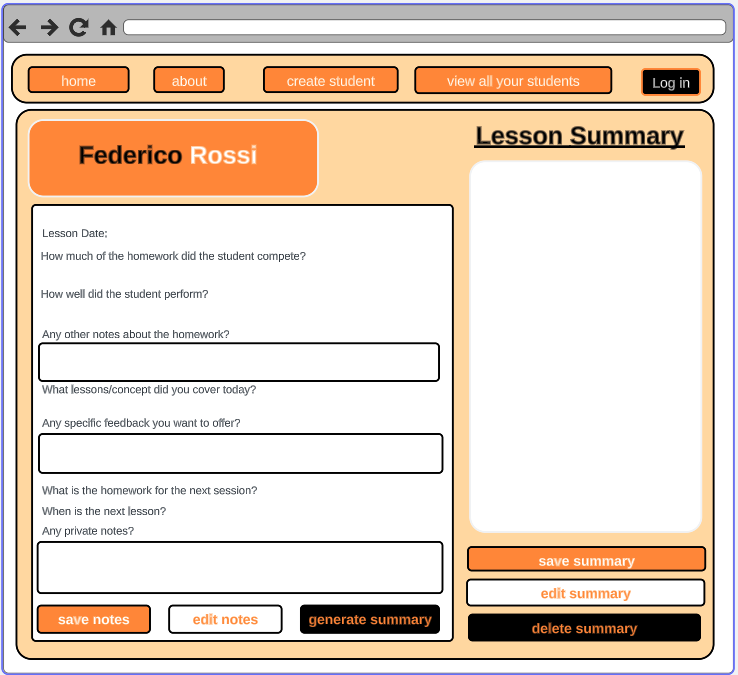 home
about
create student
view all your students
Log in
Federico Rossi
Lesson Summary
Lesson Date;
How much of the homework did the student compete?
How well did the student perform?
Any other notes about the homework?
What lessons/concept did you cover today?
Any specific feedback you want to offer?
What is the homework for the next session?
When is the next lesson?
Any private notes?
save notes
edit notes
generate summary
save summary
edit summary
delete summary